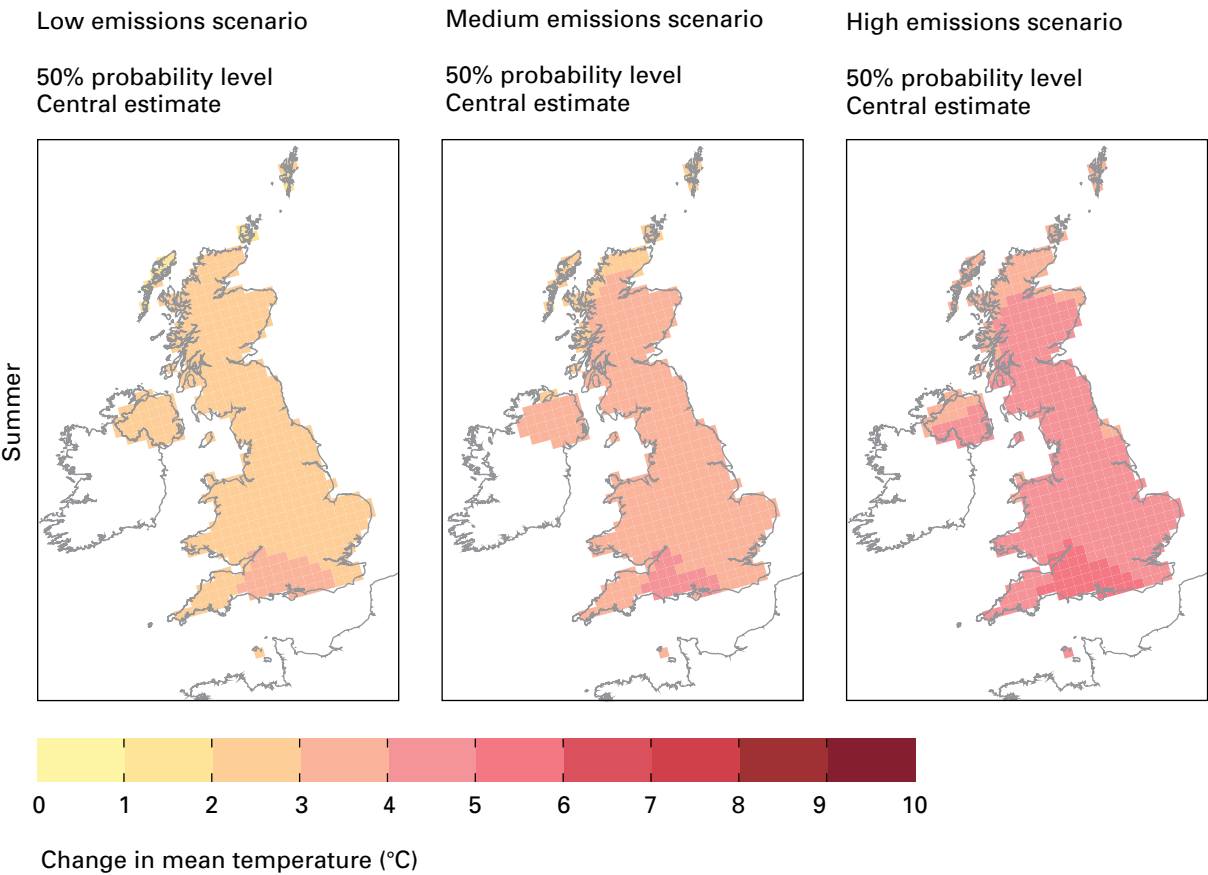 Low emissions scenario
50% probability level
Central estimate
Medium emissions scenario
50% probability level
Central estimate
High emissions scenario
50% probability level
Central estimate
Summer
0 1 2 3 4 5 6 7 8 9 10
Change in mean temperature (°C)